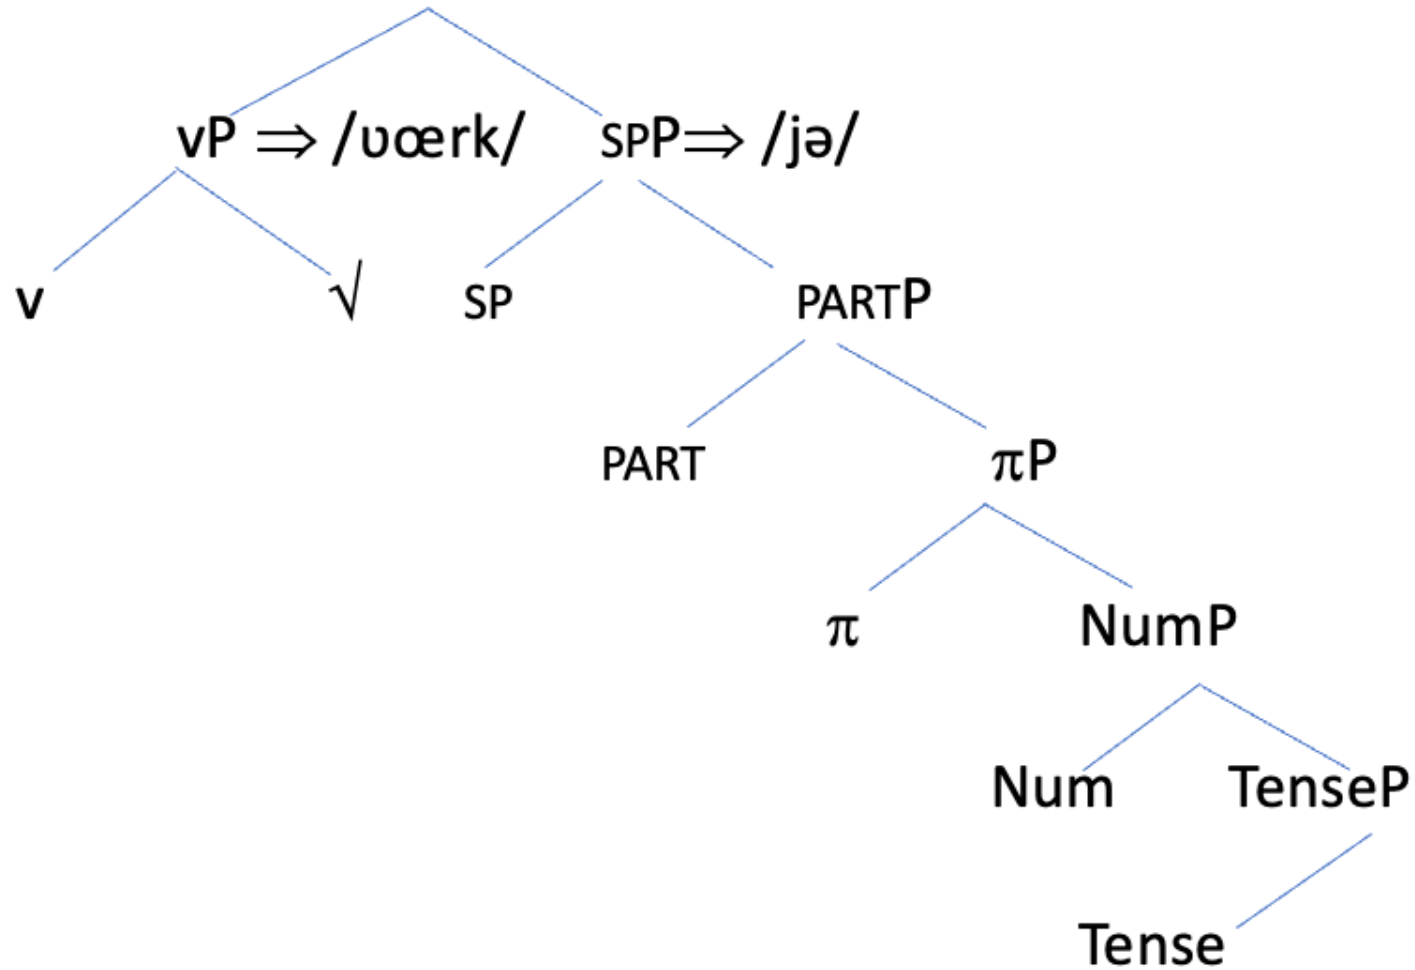 vP ⇒ /ʋœrk/ SPP ⇒ /jə/
v √ SP PARTP
PART πP
π NumP
Num TenseP
Tense